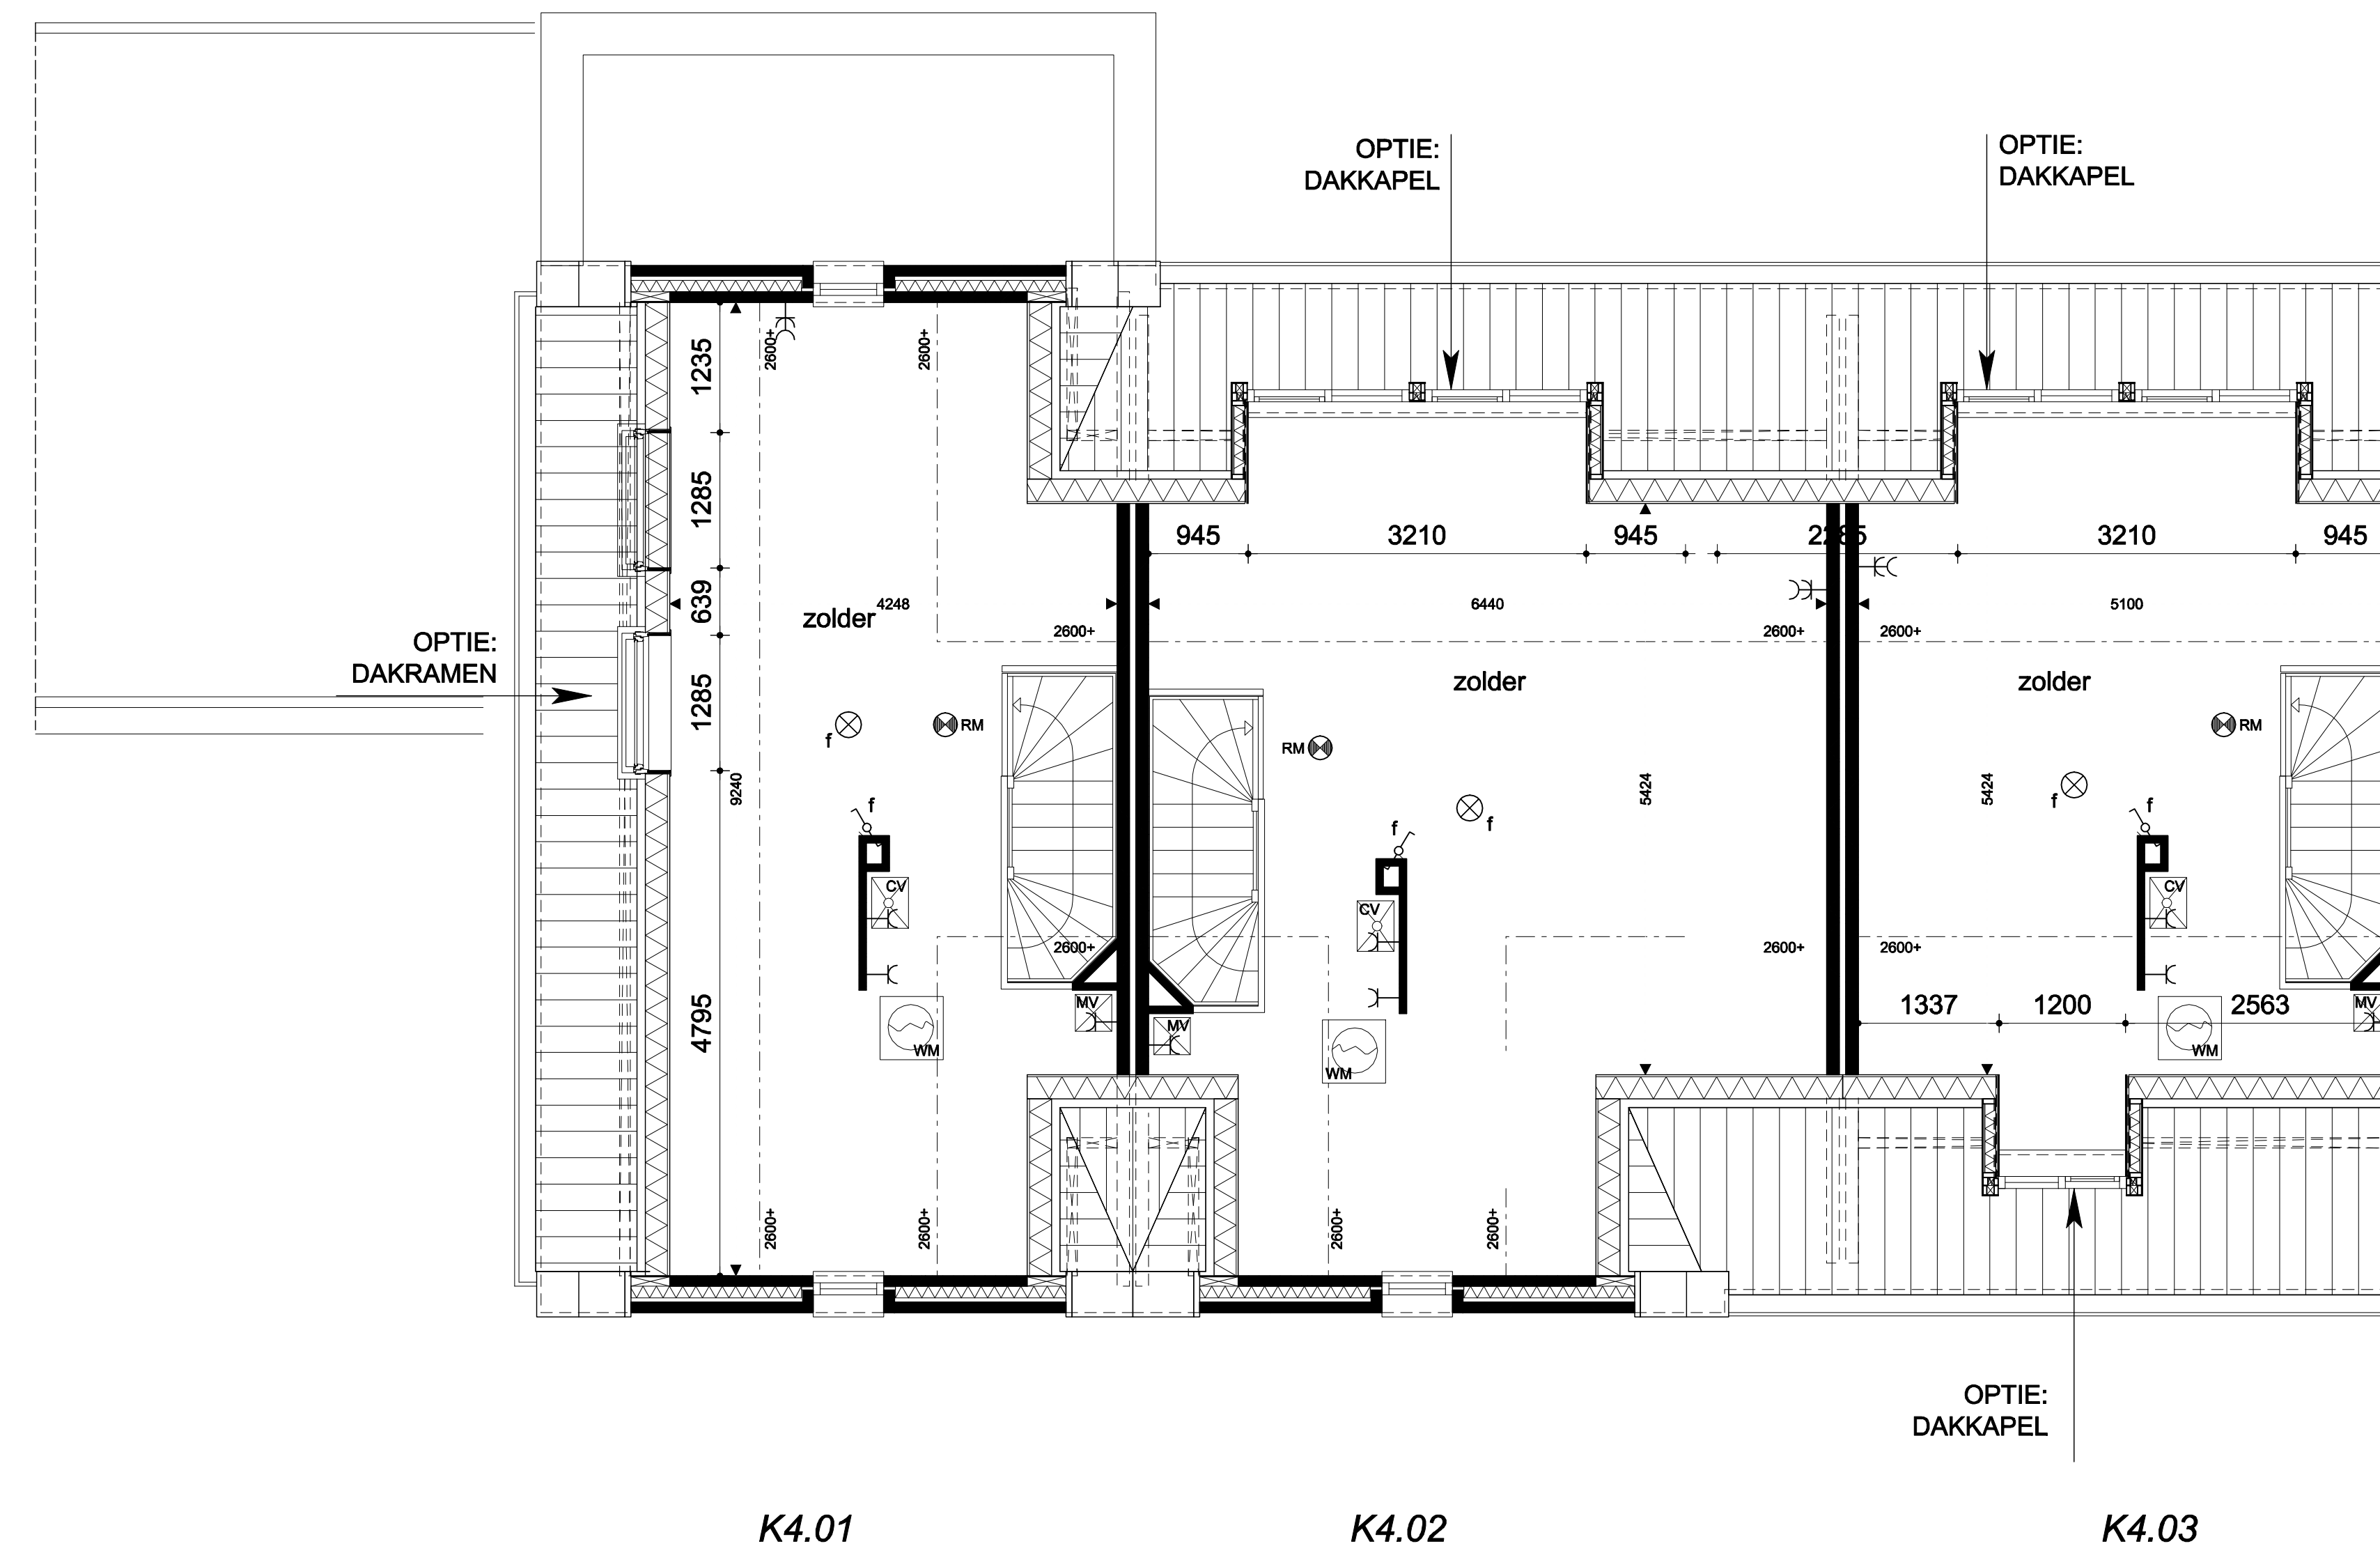 OPTIE:
DAKKAPEL
OPTIE:
DAKKAPEL
OPTIE:
DAKRAMEN
1235
1285
639
1285
4795
9240
2600+
2600+
zolder
4248
2600+
f
RM
f
CV
2600+
MV
WM
2600+
2600+
K4.01
945
3210
945
2285
6440
2600+
zolder
RM
f
f
5424
CV
2600+
MV
WM
2600+
2600+
K4.02
3210
945
5100
2600+
zolder
RM
5424
f
f
CV
2600+
1337
1200
2563
MV
WM
OPTIE:
DAKKAPEL
K4.03